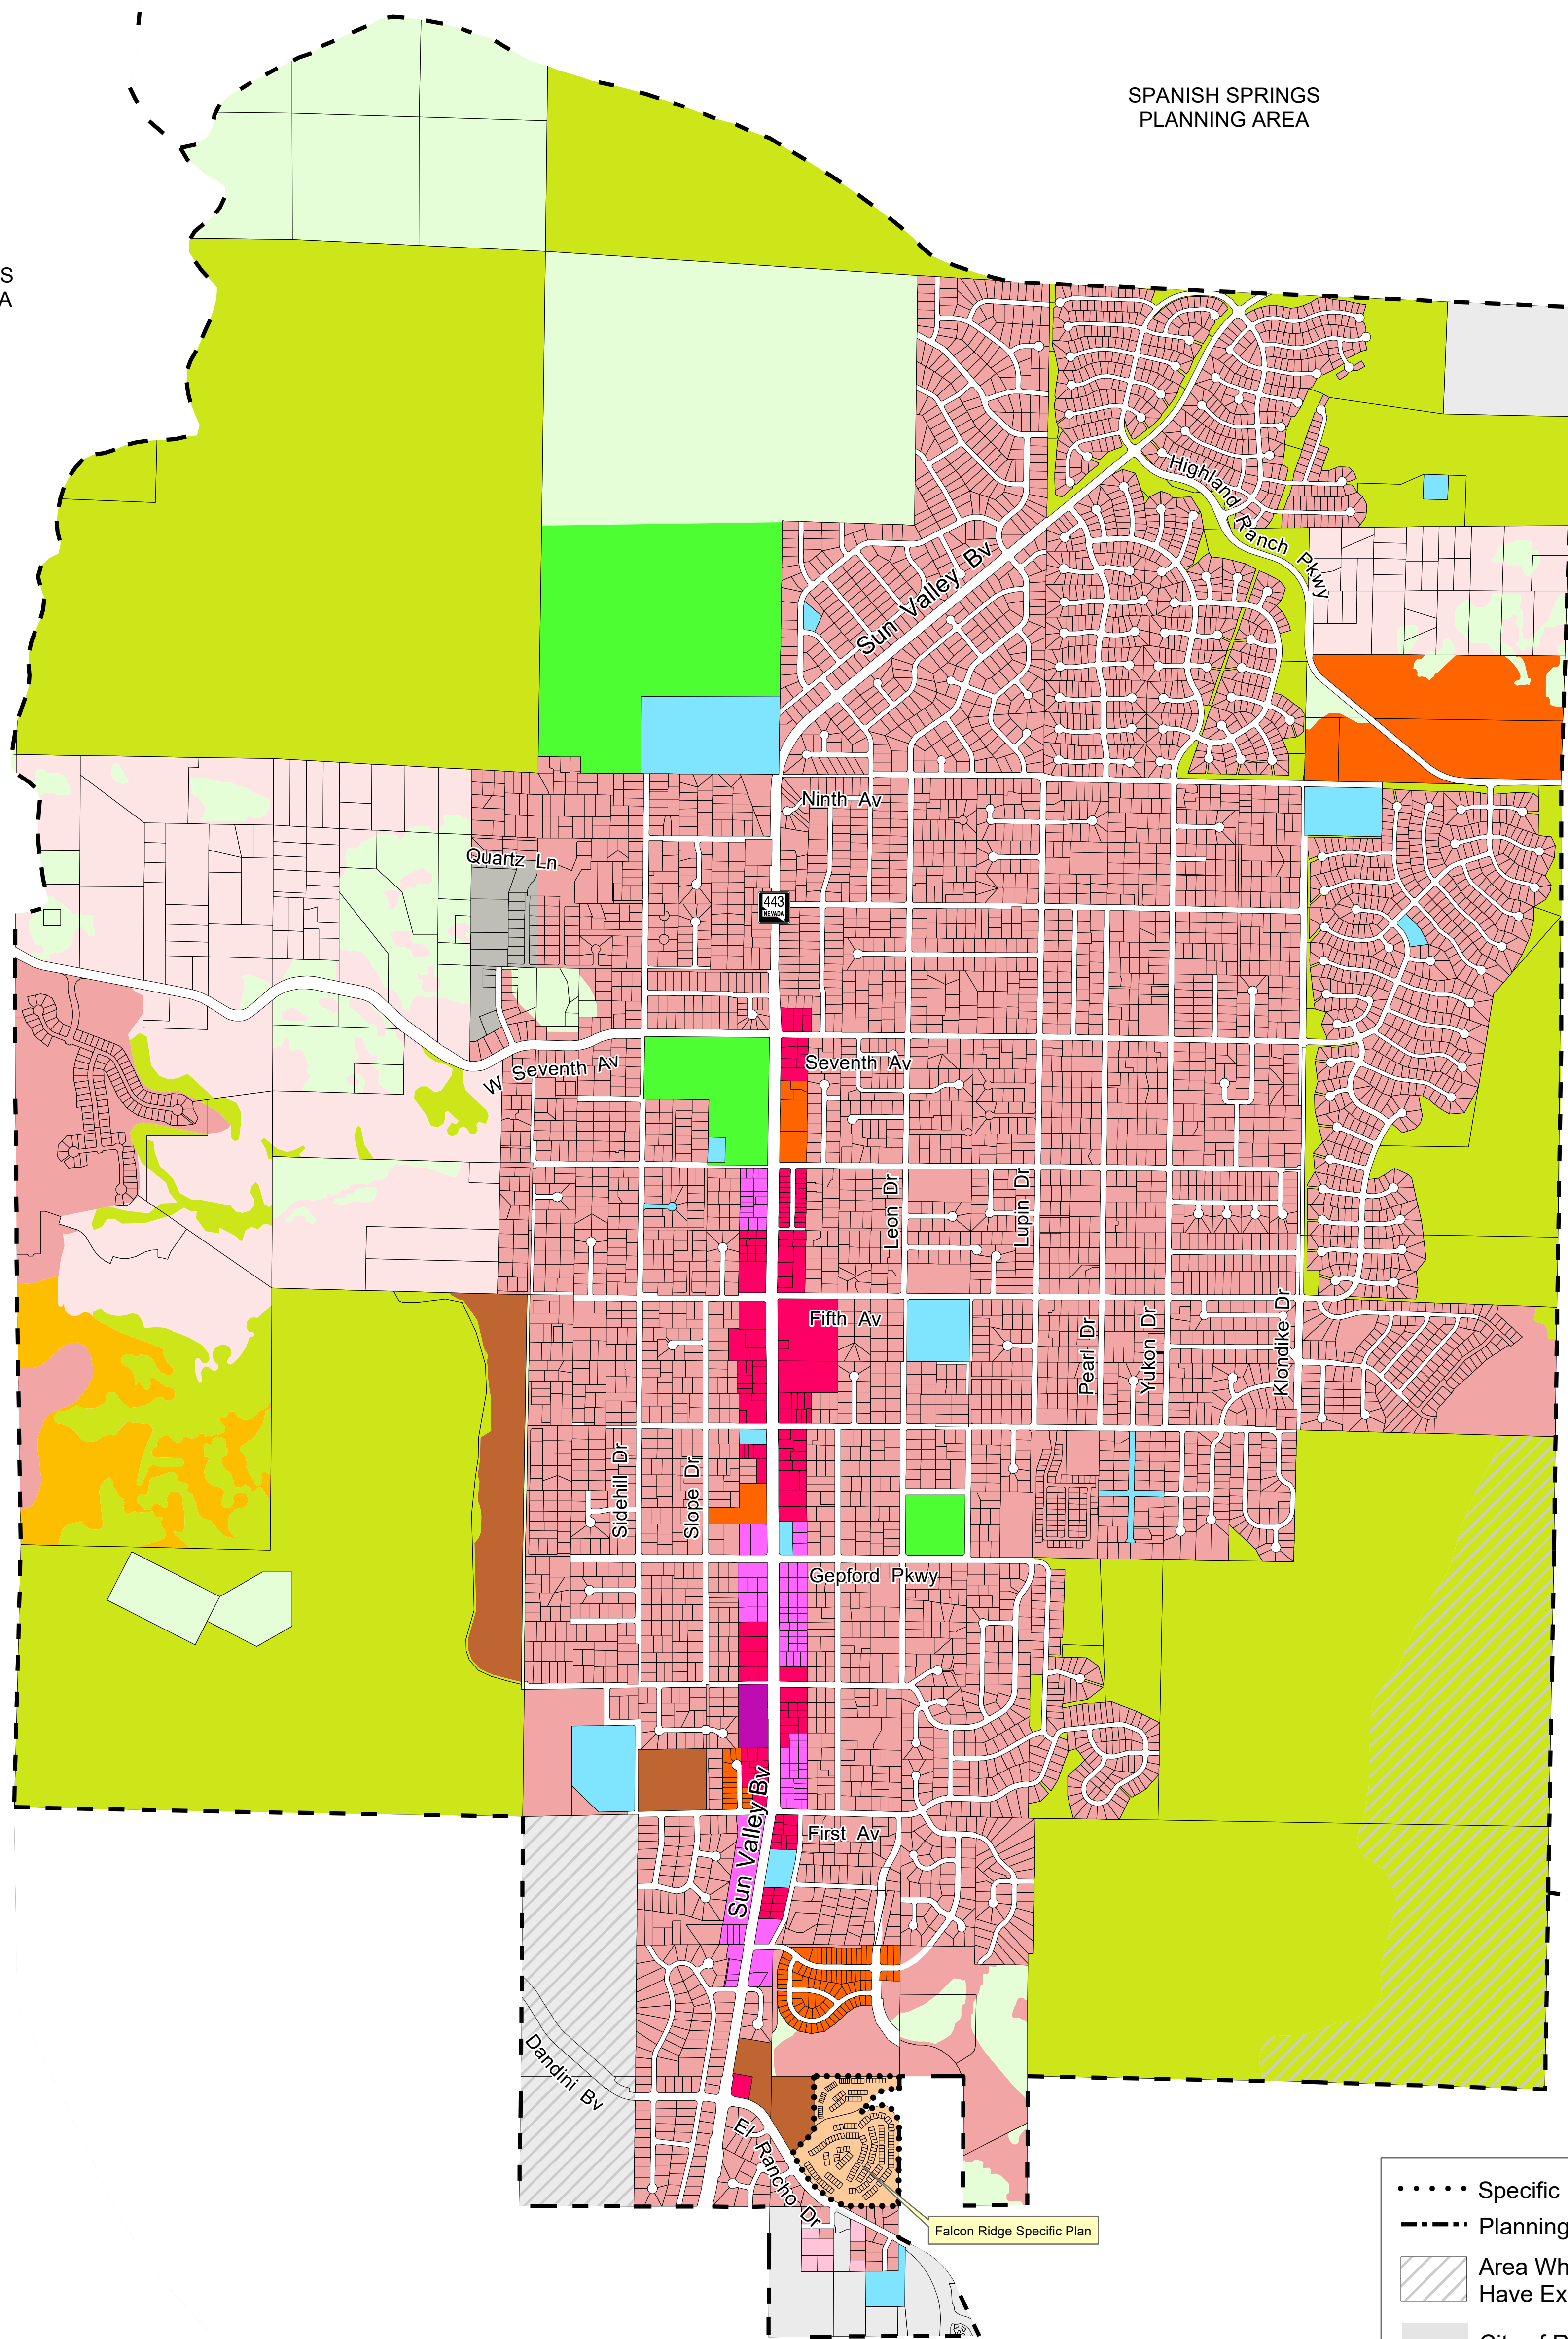 SPANISH SPRINGS
PLANNING AREA
S
A
Highland Ranch Pkwy
Sun Valley Bv
Ninth Av
Quartz Ln
443
NEVADA
W Seventh Av
Seventh Av
Leon Dr
Lupin Dr
Fifth Av
Pearl Dr
Yukon Dr
Klondike Dr
Sidehill Dr
Slope Dr
Gepford Pkwy
Sun Valley Bv
First Av
Dandini Bv
El Rancho Dr
Falcon Ridge Specific Plan
Specific
Planning
Area Wh
Have Ex